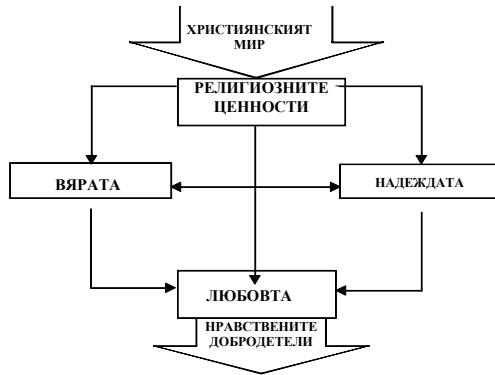 ХРИСТИЯНСКИЯТ
МИР
РЕЛИГИОЗНИТЕ
ЦЕННОСТИ
ВЯРАТА
НАДЕЖДАТА
ЛЮБОВТА
НРАВСТВЕНИТЕ
ДОБРОДЕТЕЛИ